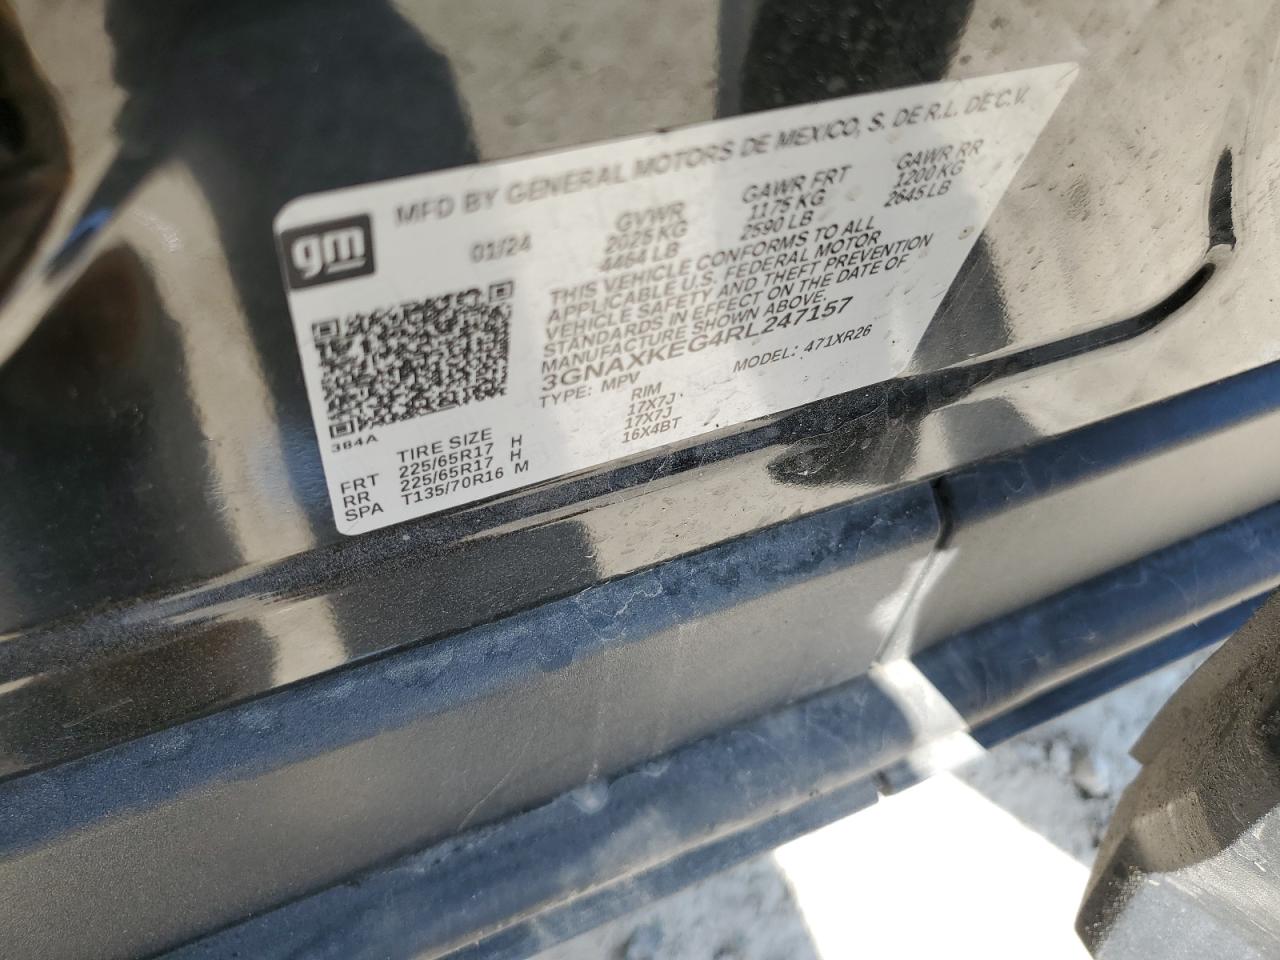 gm
MFD BY GENERAL MOTORS DE MEXICO, S. DE R.L. DE C.V.
01/24
GVWR
2025 KG
4464 LB
GAWR FRT
1175 KG
2590 LB
GAWR RR
1200 KG
2645 LB
THIS VEHICLE CONFORMS TO ALL
APPLICABLE U.S. FEDERAL MOTOR
VEHICLE SAFETY AND THEFT PREVENTION
STANDARDS IN EFFECT ON THE DATE OF
MANUFACTURE SHOWN ABOVE.
3GNAXKEG4RL247157
TYPE: MPV MODEL: 471XR26
384A
TIRE SIZE RIM
FRT 225/65R17 H 17X7J
RR 225/65R17 H 17X7J
SPA T135/70R16 M 16X4BT